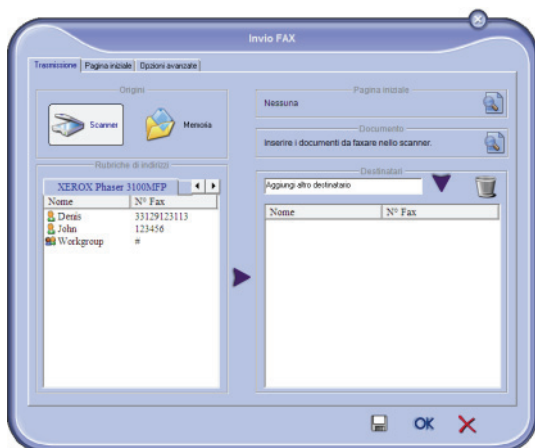 Invio FAX
Trasmissione Pagina iniziale Opzioni avanzate
Origini
Scanner
Memoria
Rubriche di indirizzi
XEROX Phaser 3100MFP
Nome N° Fax
Denis 33129123113
John 123456
Workgroup #
Pagina iniziale
Nessuna
Documento
Inserire i documenti da faxare nello scanner.
Destinatari
Aggiungi altro destinatario
Nome N° Fax
OK